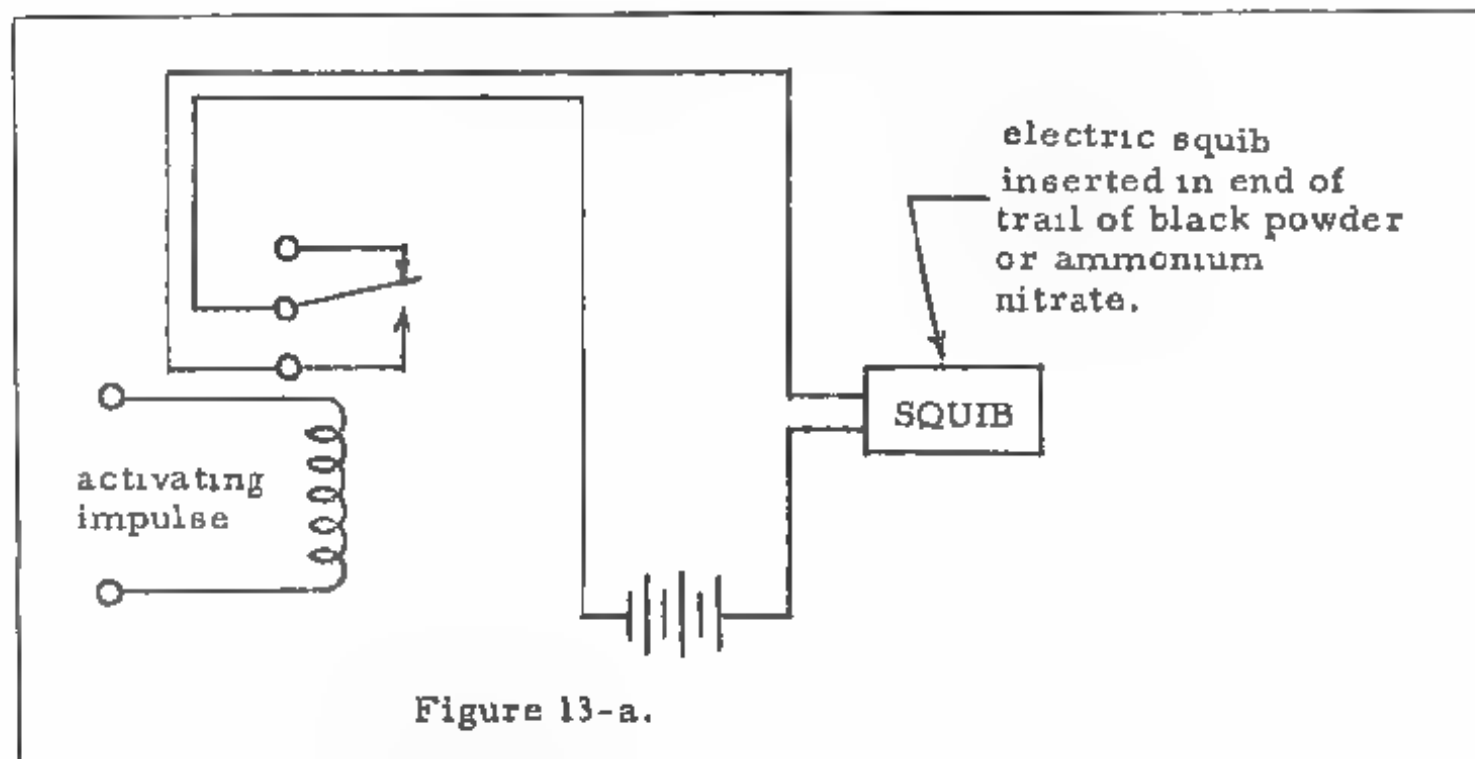 electric squib
inserted in end of
trail of black powder
or ammonium
nitrate.
SQUIB
activating
impulse
Figure 13-a.